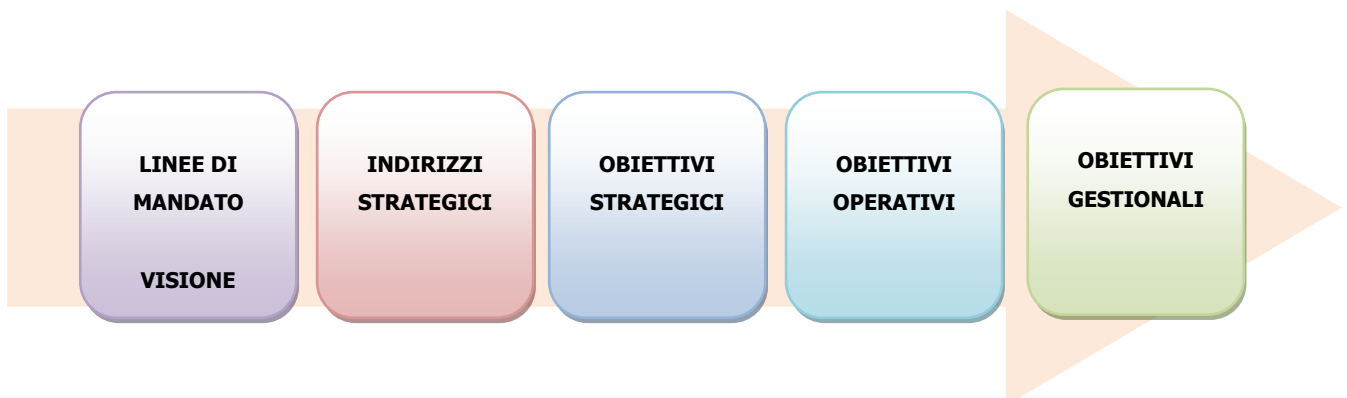 LINEE DI
MANDATO
VISIONE
INDIRIZZI
STRATEGICI
OBIETTIVI
STRATEGICI
OBIETTIVI
OPERATIVI
OBIETTIVI
GESTIONALI